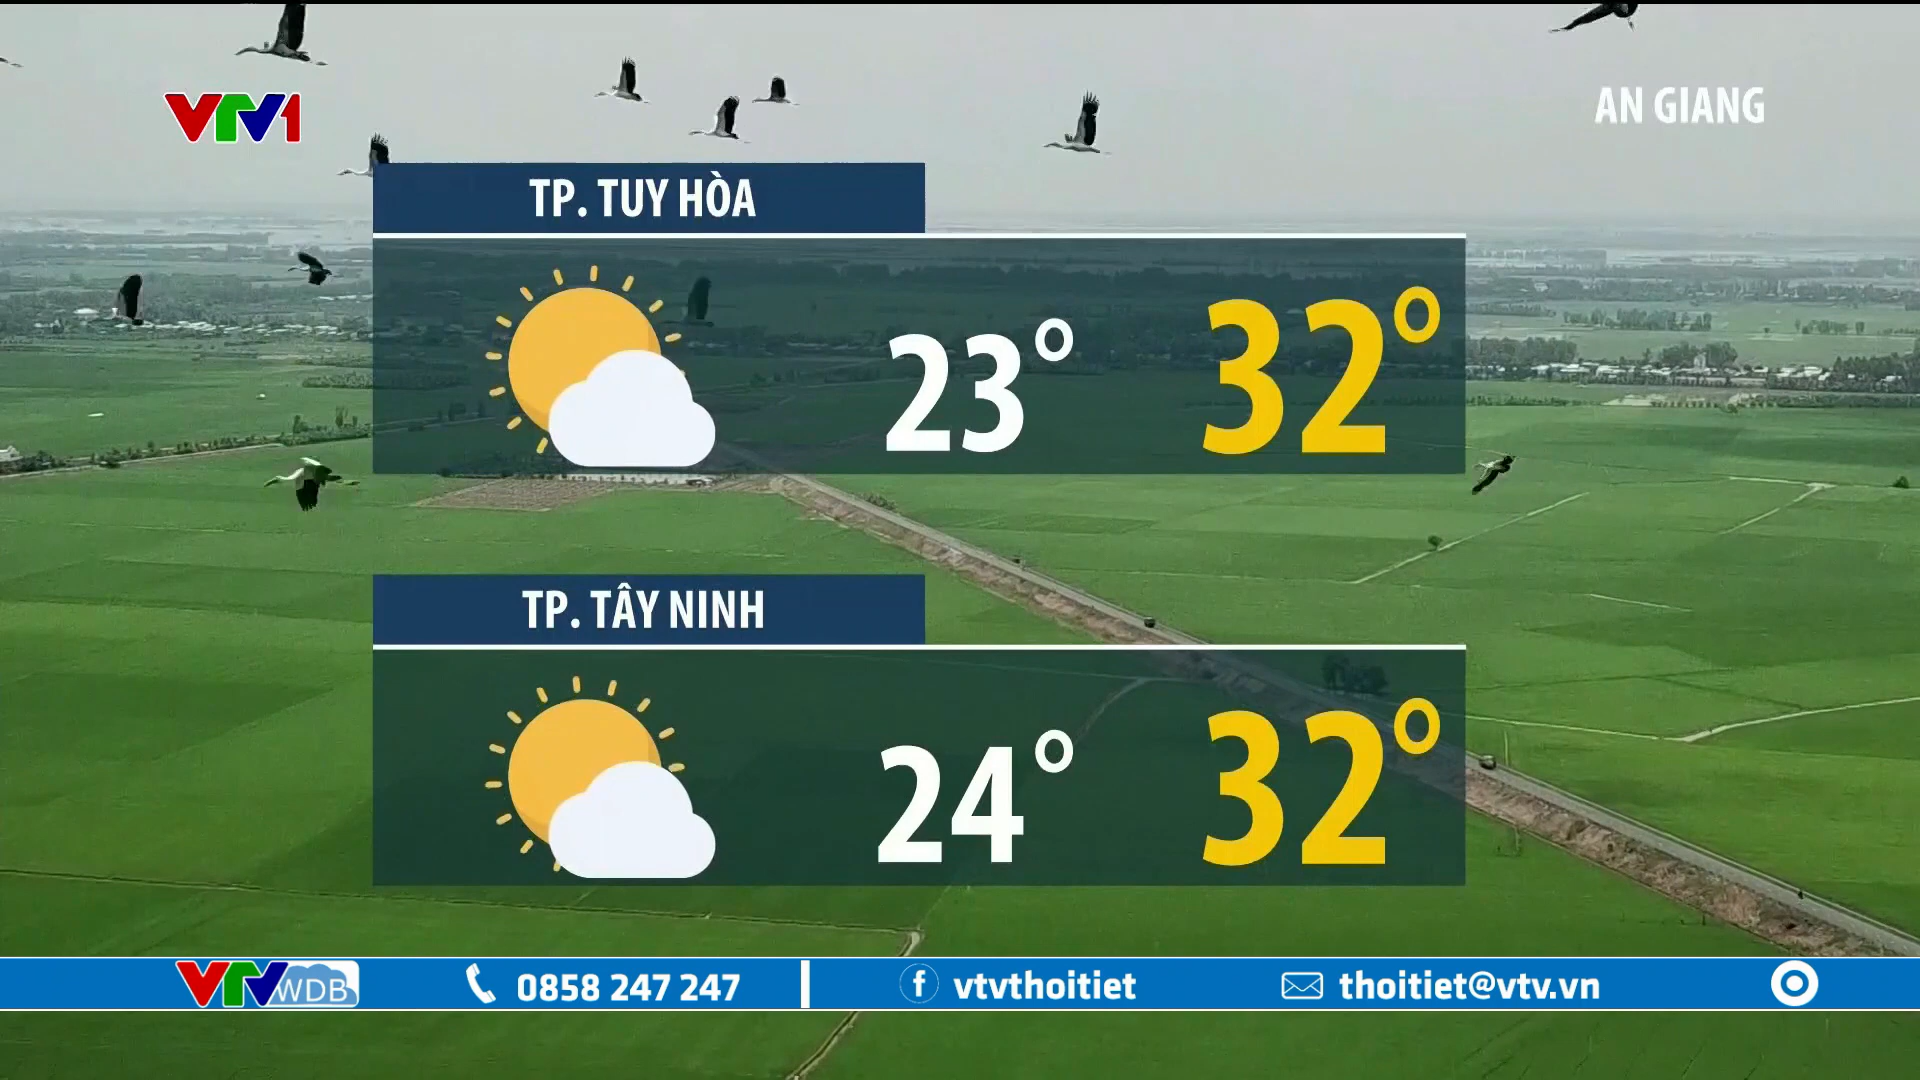 VTV1
AN GIANG
TP. TUY HÒA
23° 32°
TP. TÂY NINH
24° 32°
VTV WDB 0858 247 247 vtvthoitiet thoitiet@vtv.vn